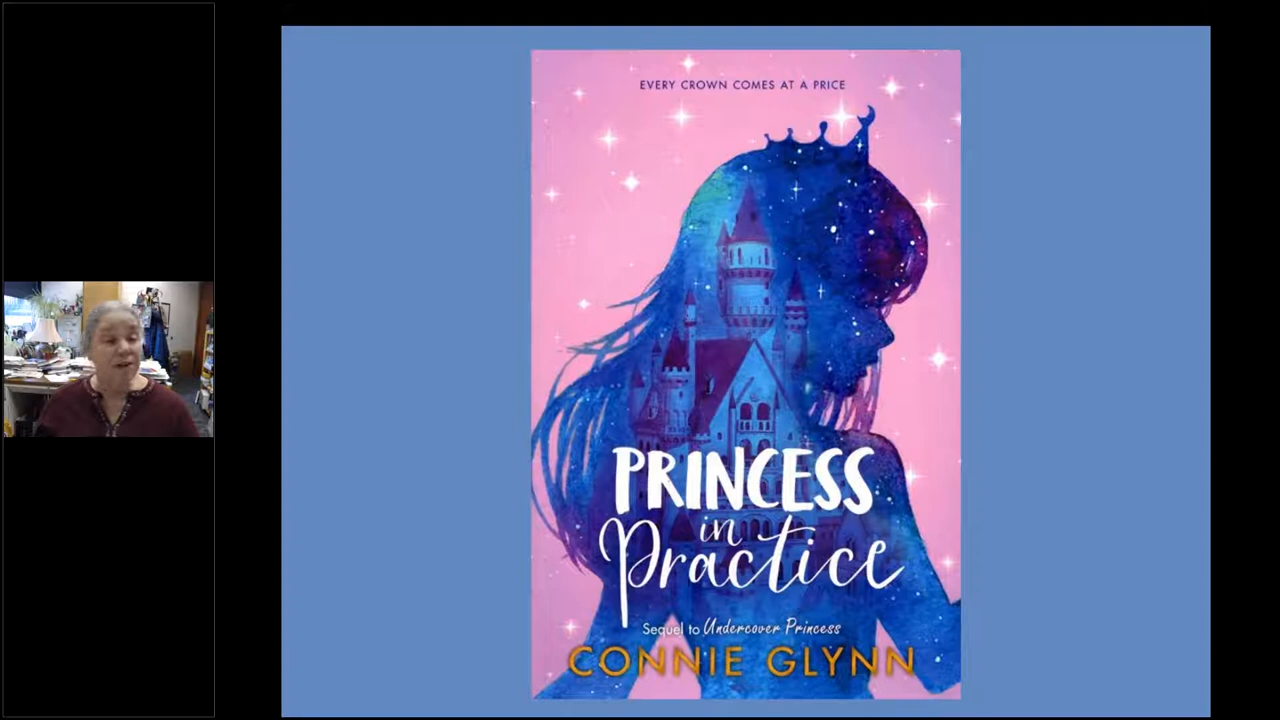 EVERY CROWN COMES AT A PRICE
PRINCESS
in
Practice
Sequel to Undercover Princess
CONNIE GLYNN